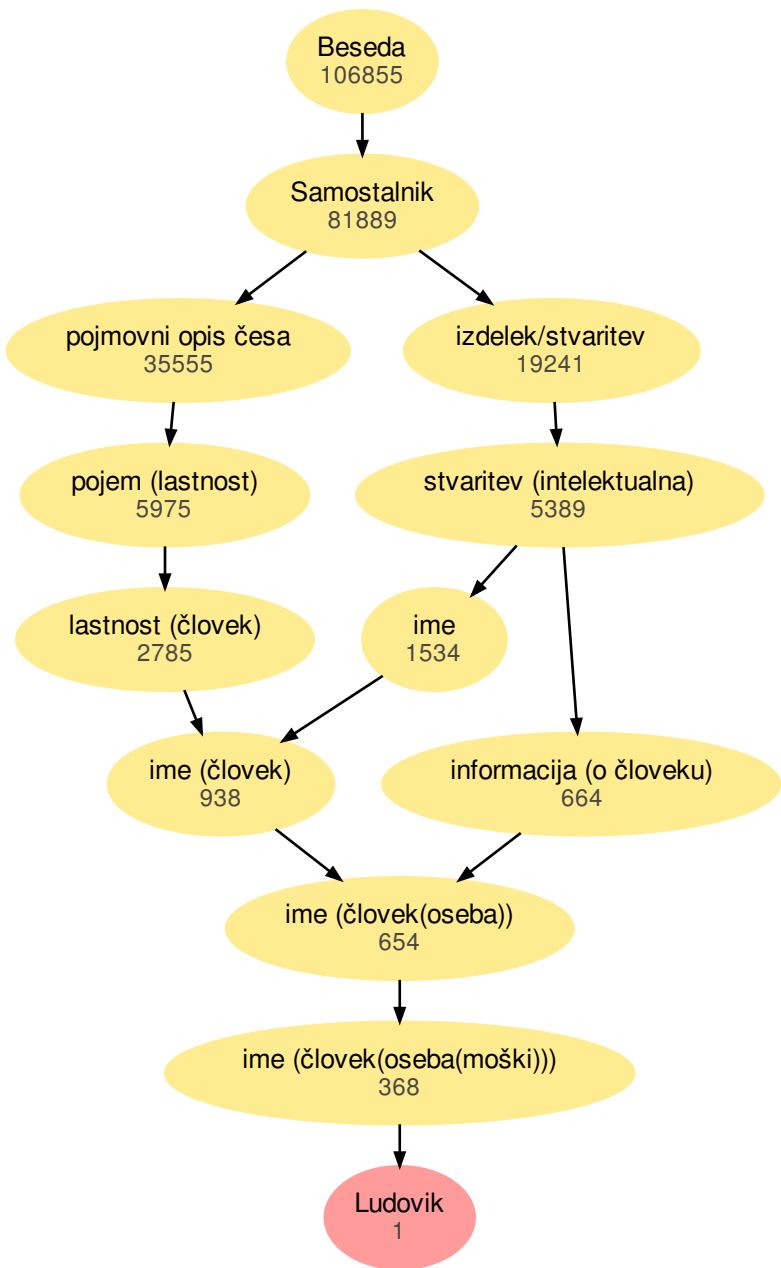 Beseda
106855
Samostalnik
81889
pojmovni opis česa
35555
izdelek/stvaritev
19241
pojem (lastnost)
5975
stvaritev (intelektualna)
5389
lastnost (človek)
2785
ime
1534
ime (človek)
938
informacija (o človeku)
664
ime (človek(oseba))
654
ime (človek(oseba(moški)))
368
Ludovik
1